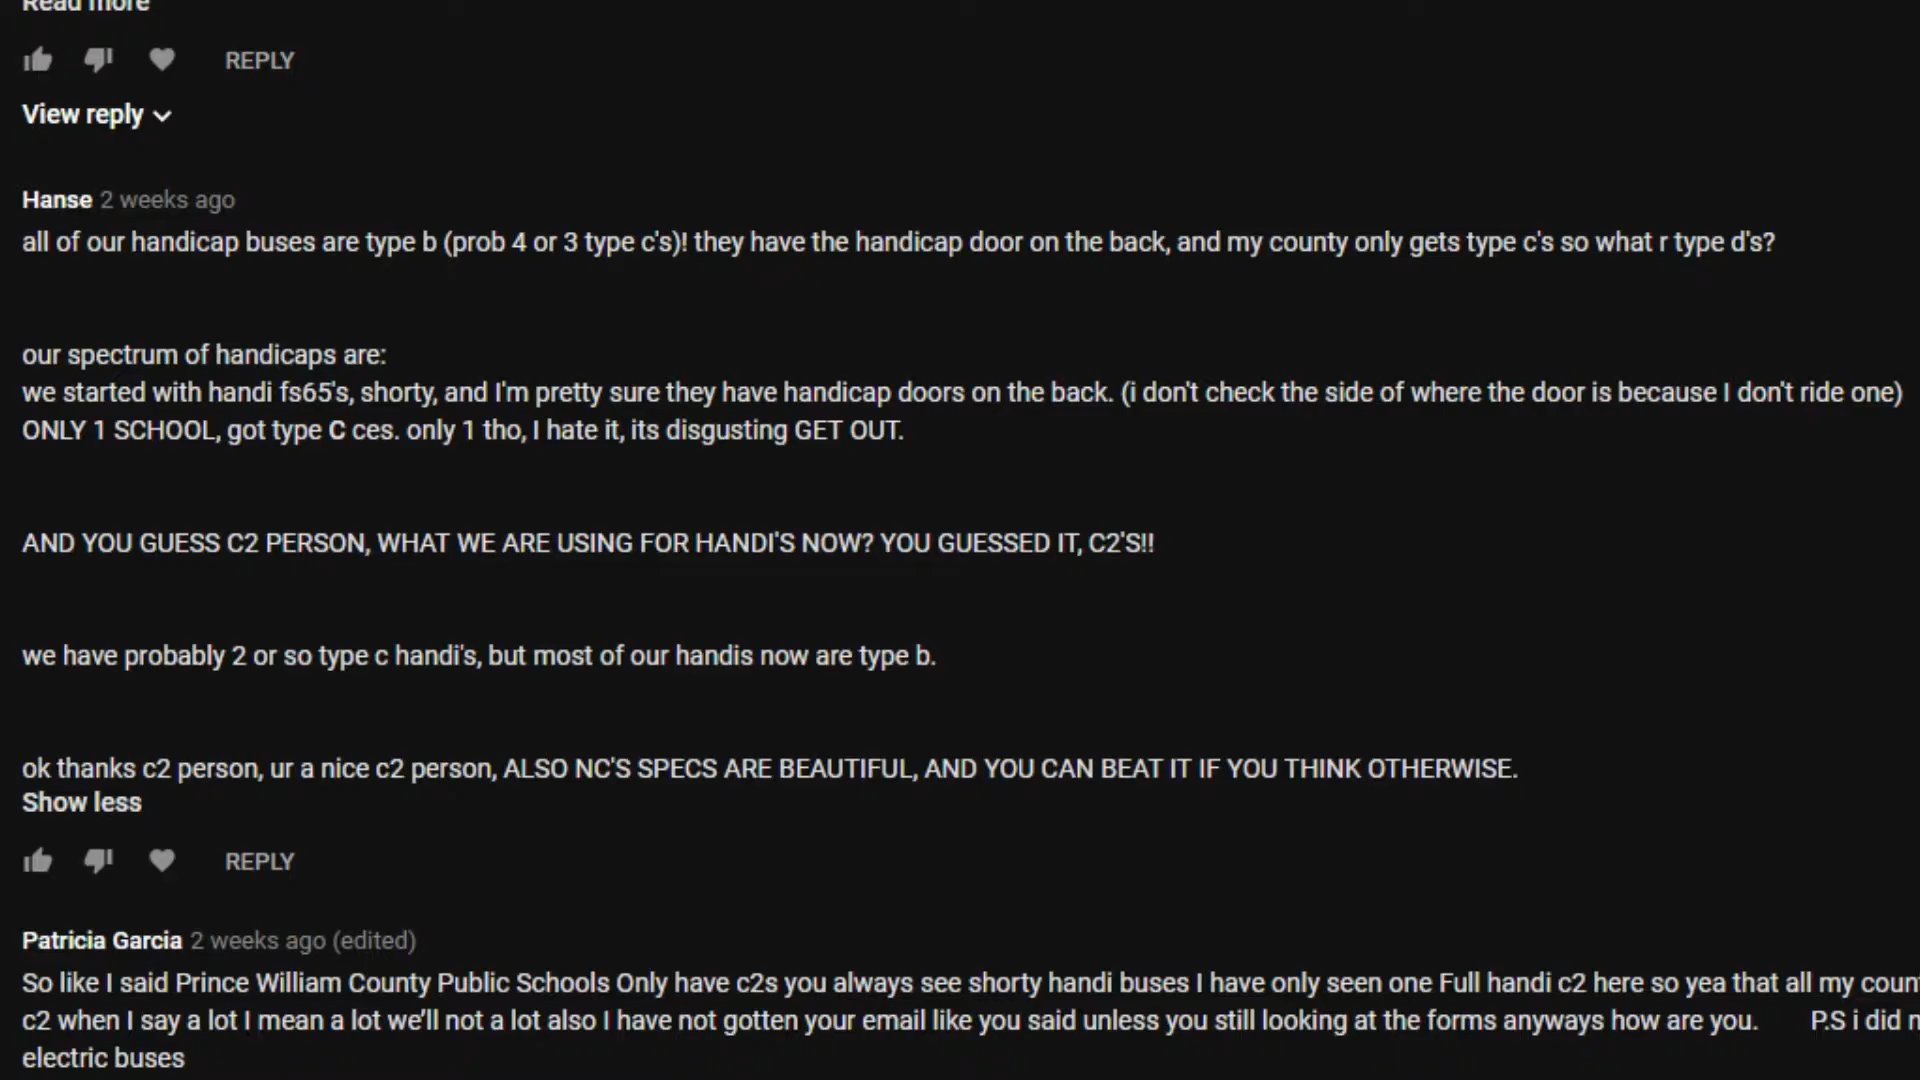 Read more
REPLY
View reply
Hanse 2 weeks ago
all of our handicap buses are type b (prob 4 or 3 type c's)! they have the handicap door on the back, and my county only gets type c's so what r type d's?
our spectrum of handicaps are:
we started with handi fs65's, shorty, and I'm pretty sure they have handicap doors on the back. (i don't check the side of where the door is because I don't ride one)
ONLY 1 SCHOOL, got type C ces. only 1 tho, I hate it, its disgusting GET OUT.
AND YOU GUESS C2 PERSON, WHAT WE ARE USING FOR HANDI'S NOW? YOU GUESSED IT, C2'S!!
we have probably 2 or so type c handi's, but most of our handis now are type b.
ok thanks c2 person, ur a nice c2 person, ALSO NC'S SPECS ARE BEAUTIFUL, AND YOU CAN BEAT IT IF YOU THINK OTHERWISE.
Show less
REPLY
Patricia Garcia 2 weeks ago (edited)
So like I said Prince William County Public Schools Only have c2s you always see shorty handi buses I have only seen one Full handi c2 here so yea that all my coun
c2 when I say a lot I mean a lot we'll not a lot also I have not gotten your email like you said unless you still looking at the forms anyways how are you. P.S i did
electric buses